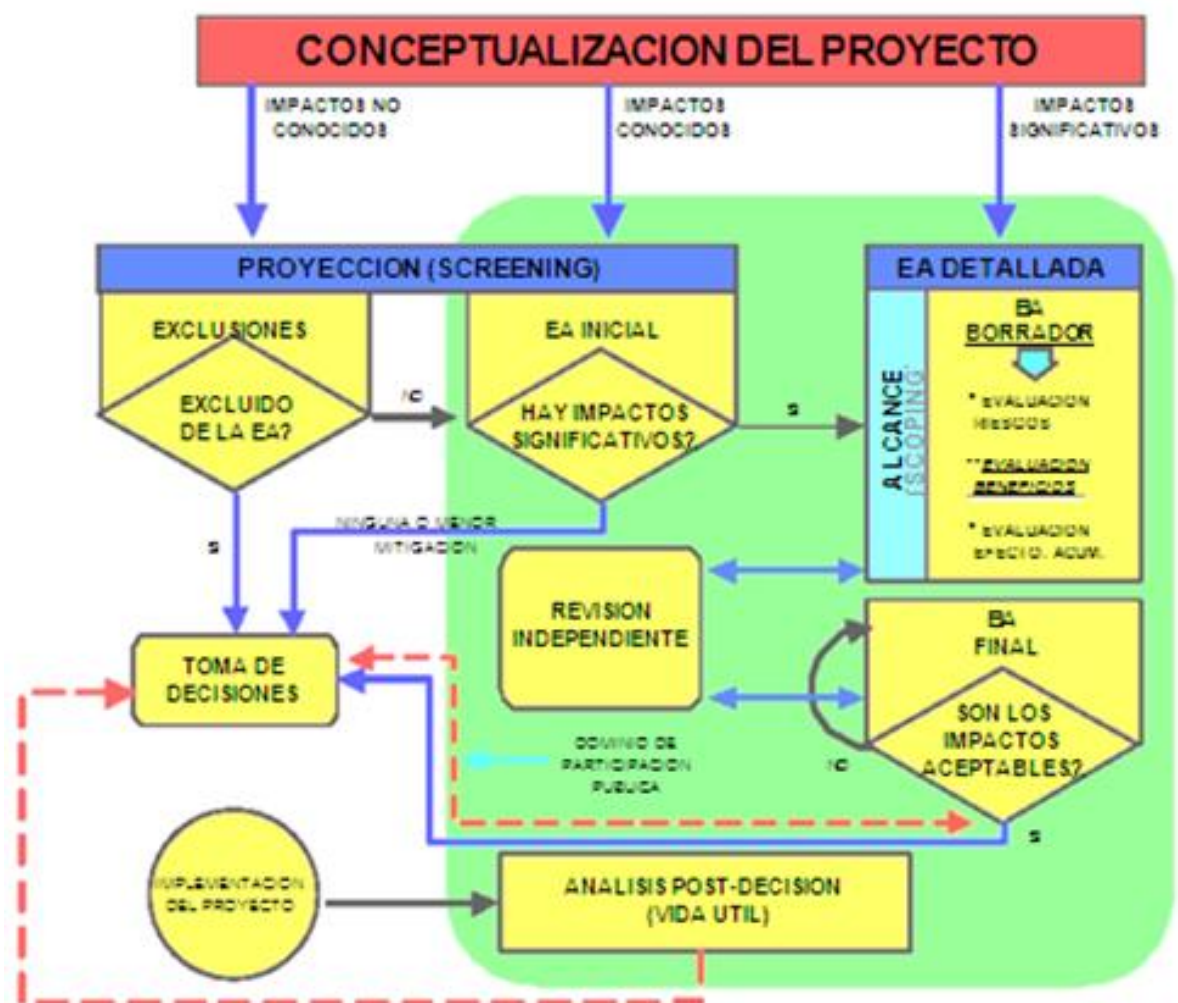 CONCEPTUALIZACION DEL PROYECTO
IMPACTOS NO
CONOCIDOS
IMPACTOS
CONOCIDOS
IMPACTOS
SIGNIFICATIVOS
PROYECCION (SCREENING)
EA DETALLADA
EXCLUSIONES
EA INICIAL
EA
BORRADOR
EXCLUIDO
DE LA EA?
NO
HAY IMPACTOS
SIGNIFICATIVOS?
S
ALCANCE
(SCOPING)
* EVALUACION
RIESGOS
**EVALUACION
BENEFICIOS
* EVALUACION
EFECTO. ACUM.
S
NINGUNA O MENOR
MITIGACION
REVISION
INDEPENDIENTE
EA
FINAL
TOMA DE
DECISIONES
SON LOS
IMPACTOS
ACEPTABLES?
NO
DOMINIO DE
PARTICIPACION
PUBLICA
S
IMPLEMENTACION
DEL PROYECTO
ANALISIS POST-DECISION
(VIDA UTIL)